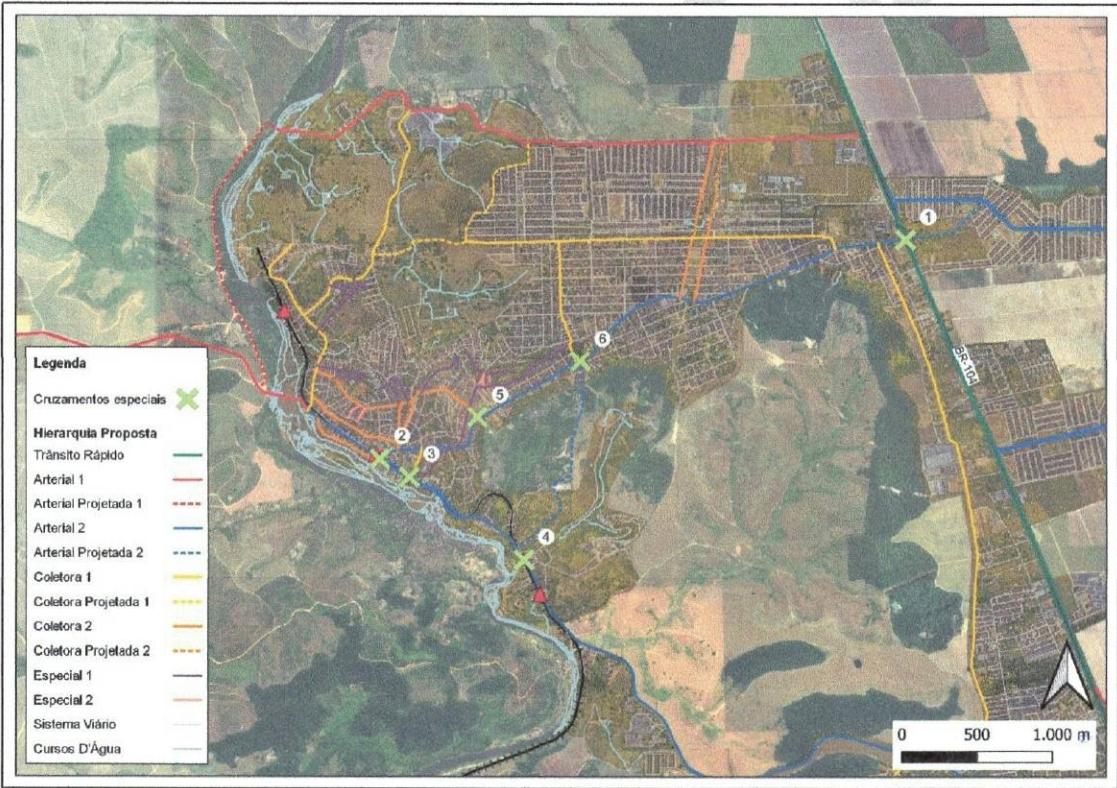 1
BR-104
6
5
2
3
4
Legenda
Cruzamentos especiais
Hierarquia Proposta
Trânsito Rápido
Arterial 1
Arterial Projetada 1
Arterial 2
Arterial Projetada 2
Coletora 1
Coletora Projetada 1
Coletora 2
Coletora Projetada 2
Especial 1
Especial 2
Sistema Viário
Cursos D'Água
0 500 1.000 m